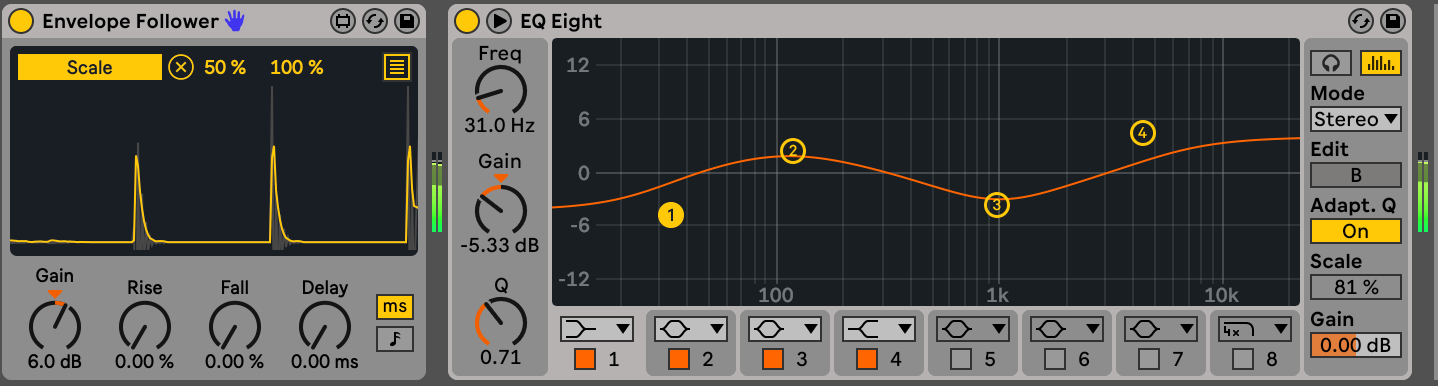 Envelope Follower
Scale 50 % 100 %
Gain Rise Fall Delay
ms
6.0 dB 0.00 % 0.00 % 0.00 ms
EQ Eight
Freq
31.0 Hz
Gain
-5.33 dB
Q
0.71
12
6
0
-6
-12
100 1k 10k
1 2 3 4
4x
1 2 3 4 5 6 7 8
Mode
Stereo
Edit
B
Adapt. Q
On
Scale
81 %
Gain
0.00 dB